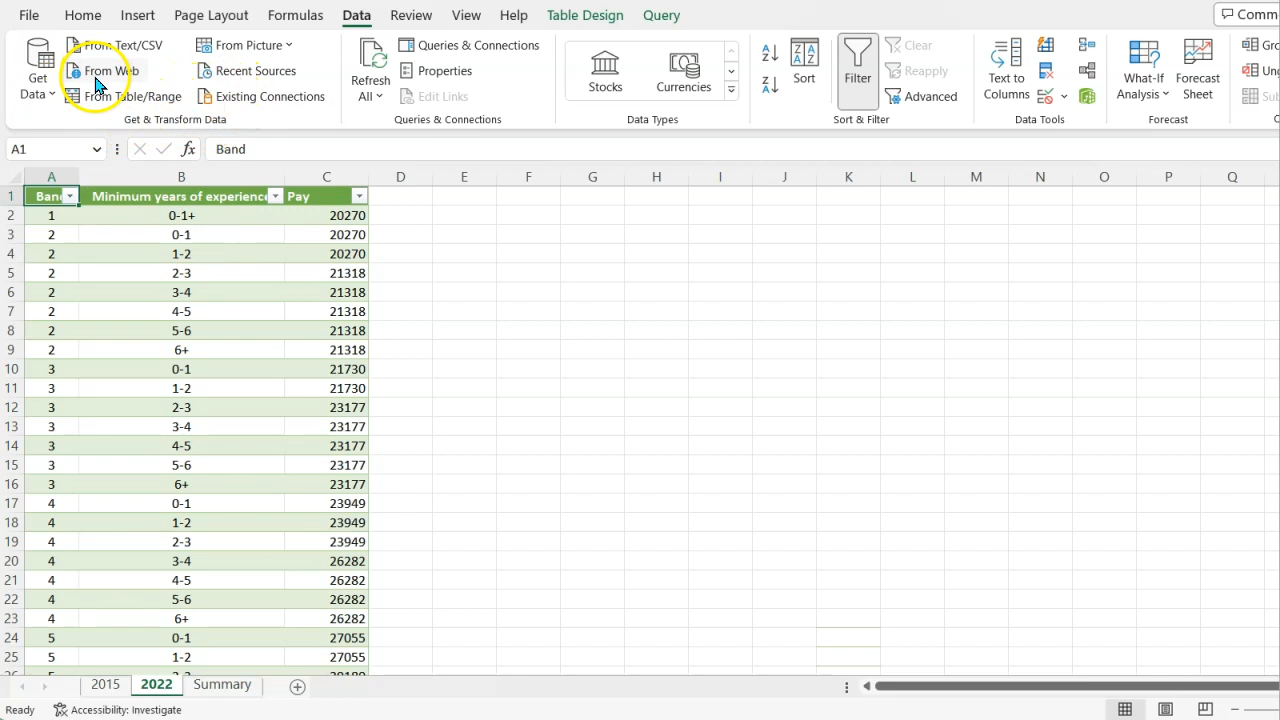 File Home Insert Page Layout Formulas Data Review View Help Table Design Query Comm
From Text/CSV From Picture Queries & Connections Clear
Get Data From Web Recent Sources Refresh All Properties Stocks Currencies Sort Filter Reapply Text to Columns What-If Analysis Forecast Sheet
From Table/Range Existing Connections Edit Links Advanced
Get & Transform Data Queries & Connections Data Types Sort & Filter Data Tools Forecast
A1 fx Band
A B C D E F G H I J K L M N O P Q
1 Ban Minimum years of experience Pay
2 1 0-1+ 20270
3 2 0-1 20270
4 2 1-2 20270
5 2 2-3 21318
6 2 3-4 21318
7 2 4-5 21318
8 2 5-6 21318
9 2 6+ 21318
10 3 0-1 21730
11 3 1-2 21730
12 3 2-3 23177
13 3 3-4 23177
14 3 4-5 23177
15 3 5-6 23177
16 3 6+ 23177
17 4 0-1 23949
18 4 1-2 23949
19 4 2-3 23949
20 4 3-4 26282
21 4 4-5 26282
22 4 5-6 26282
23 4 6+ 26282
24 5 0-1 27055
25 5 1-2 27055
2015 2022 Summary
Ready Accessibility: Investigate